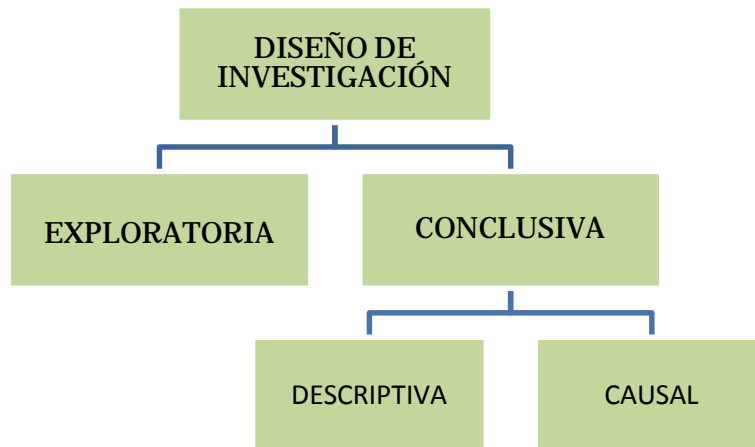 DISEÑO DE
INVESTIGACIÓN
EXPLORATORIA
CONCLUSIVA
DESCRIPTIVA
CAUSAL